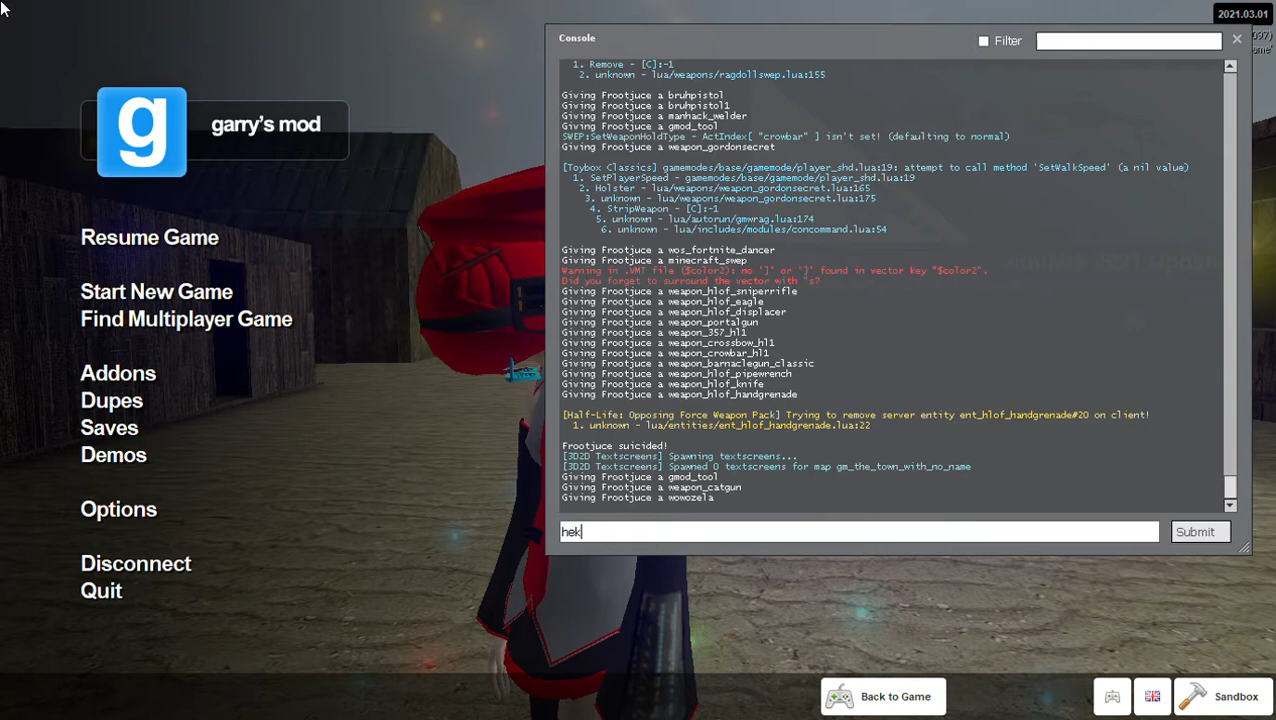 2021.03.01
097)
ame'
g garry's mod
Resume Game
Start New Game
Find Multiplayer Game
Addons
Dupes
Saves
Demos
Options
Disconnect
Quit
Console
Filter
1. Remove - [C]:-1
2. unknown - lua/weapons/ragdollswep.lua:155
Giving Frootjuce a bruhpistol
Giving Frootjuce a bruhpistol1
Giving Frootjuce a manhack_welder
Giving Frootjuce a gmod_tool
SWEP:SetWeaponHoldType - ActIndex[ "crowbar" ] isn't set! (defaulting to normal)
Giving Frootjuce a weapon_gordonsecret
[Toybox Classics] gamemodes/base/gamemode/player_shd.lua:19: attempt to call method 'SetWalkSpeed' (a nil value)
1. SetPlayerSpeed - gamemodes/base/gamemode/player_shd.lua:19
2. Holster - lua/weapons/weapon_gordonsecret.lua:165
3. unknown - lua/weapons/weapon_gordonsecret.lua:175
4. StripWeapon - [C]:-1
5. unknown - lua/autorun/gmwrag.lua:174
6. unknown - lua/includes/modules/concommand.lua:54
Giving Frootjuce a wos_fortnite_dancer
Giving Frootjuce a minecraft_swep
Warning in .VMT file ($color2): no ']' or '}' found in vector key "$color2".
Did you forget to surround the vector with "s?
Giving Frootjuce a weapon_hlof_sniperrifle
Giving Frootjuce a weapon_hlof_eagle
Giving Frootjuce a weapon_hlof_displacer
Giving Frootjuce a weapon_portalgun
Giving Frootjuce a weapon_357_hl1
Giving Frootjuce a weapon_crossbow_hl1
Giving Frootjuce a weapon_crowbar_hl1
Giving Frootjuce a weapon_barnaclegun_classic
Giving Frootjuce a weapon_hlof_pipewrench
Giving Frootjuce a weapon_hlof_knife
Giving Frootjuce a weapon_hlof_handgrenade
[Half-Life: Opposing Force Weapon Pack] Trying to remove server entity ent_hlof_handgrenade#20 on client!
1. unknown - lua/entities/ent_hlof_handgrenade.lua:22
Frootjuce suicided!
[3D2D Textscreens] Spawning textscreens...
[3D2D Textscreens] Spawned 0 textscreens for map gm_the_town_with_no_name
Giving Frootjuce a gmod_tool
Giving Frootjuce a weapon_catgun
Giving Frootjuce a wowozela
hek
Submit
Back to Game
Sandbox